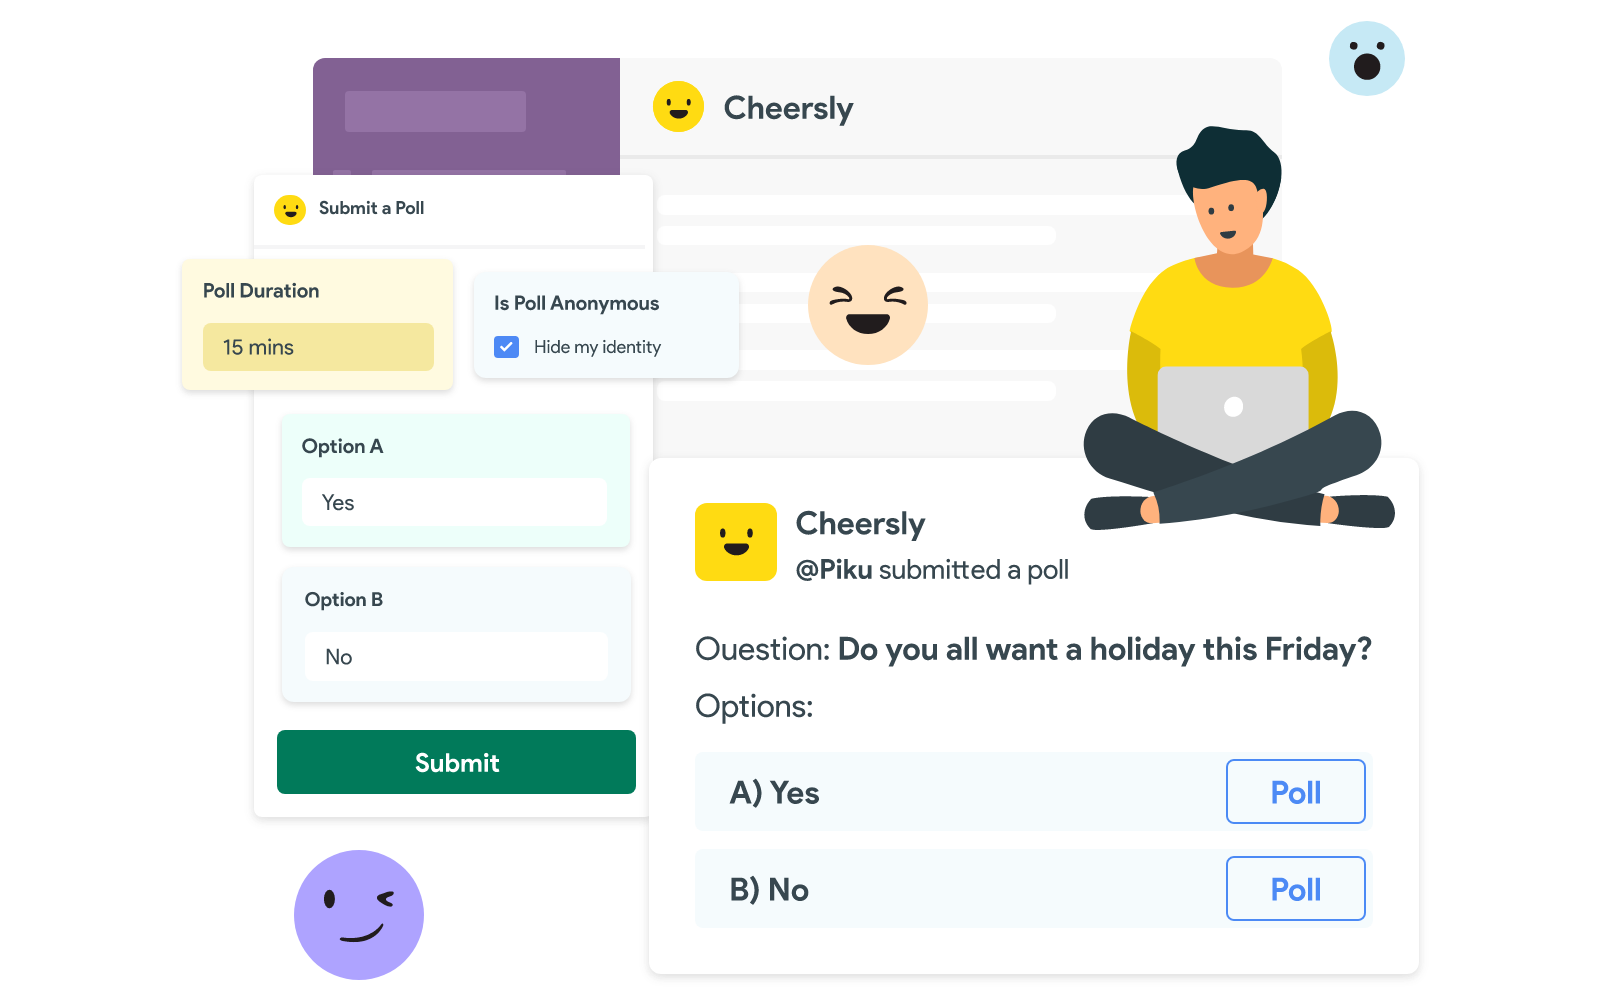 Cheersly
Submit a Poll
Poll Duration
15 mins
Is Poll Anonymous
Hide my identity
Option A
Yes
Option B
No
Submit
Cheersly
@Piku submitted a poll
Ouestion: Do you all want a holiday this Friday?
Options:
A) Yes
Poll
B) No
Poll